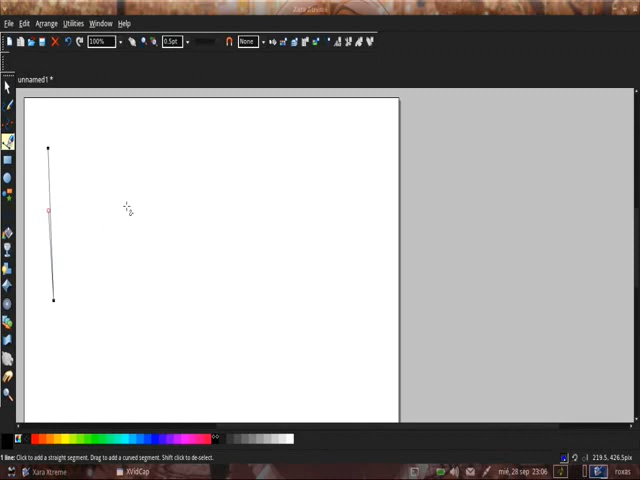 Xara Xtreme
File Edit Arrange Utilities Window Help
100% 0.5pt None
unnamed1 *
1 line: Click to add a straight segment. Drag to add a curved segment. Shift click to de-select.
219.5, 426.5pix
Xara Xtreme XVidCap mié, 28 sep 23:06 roxas